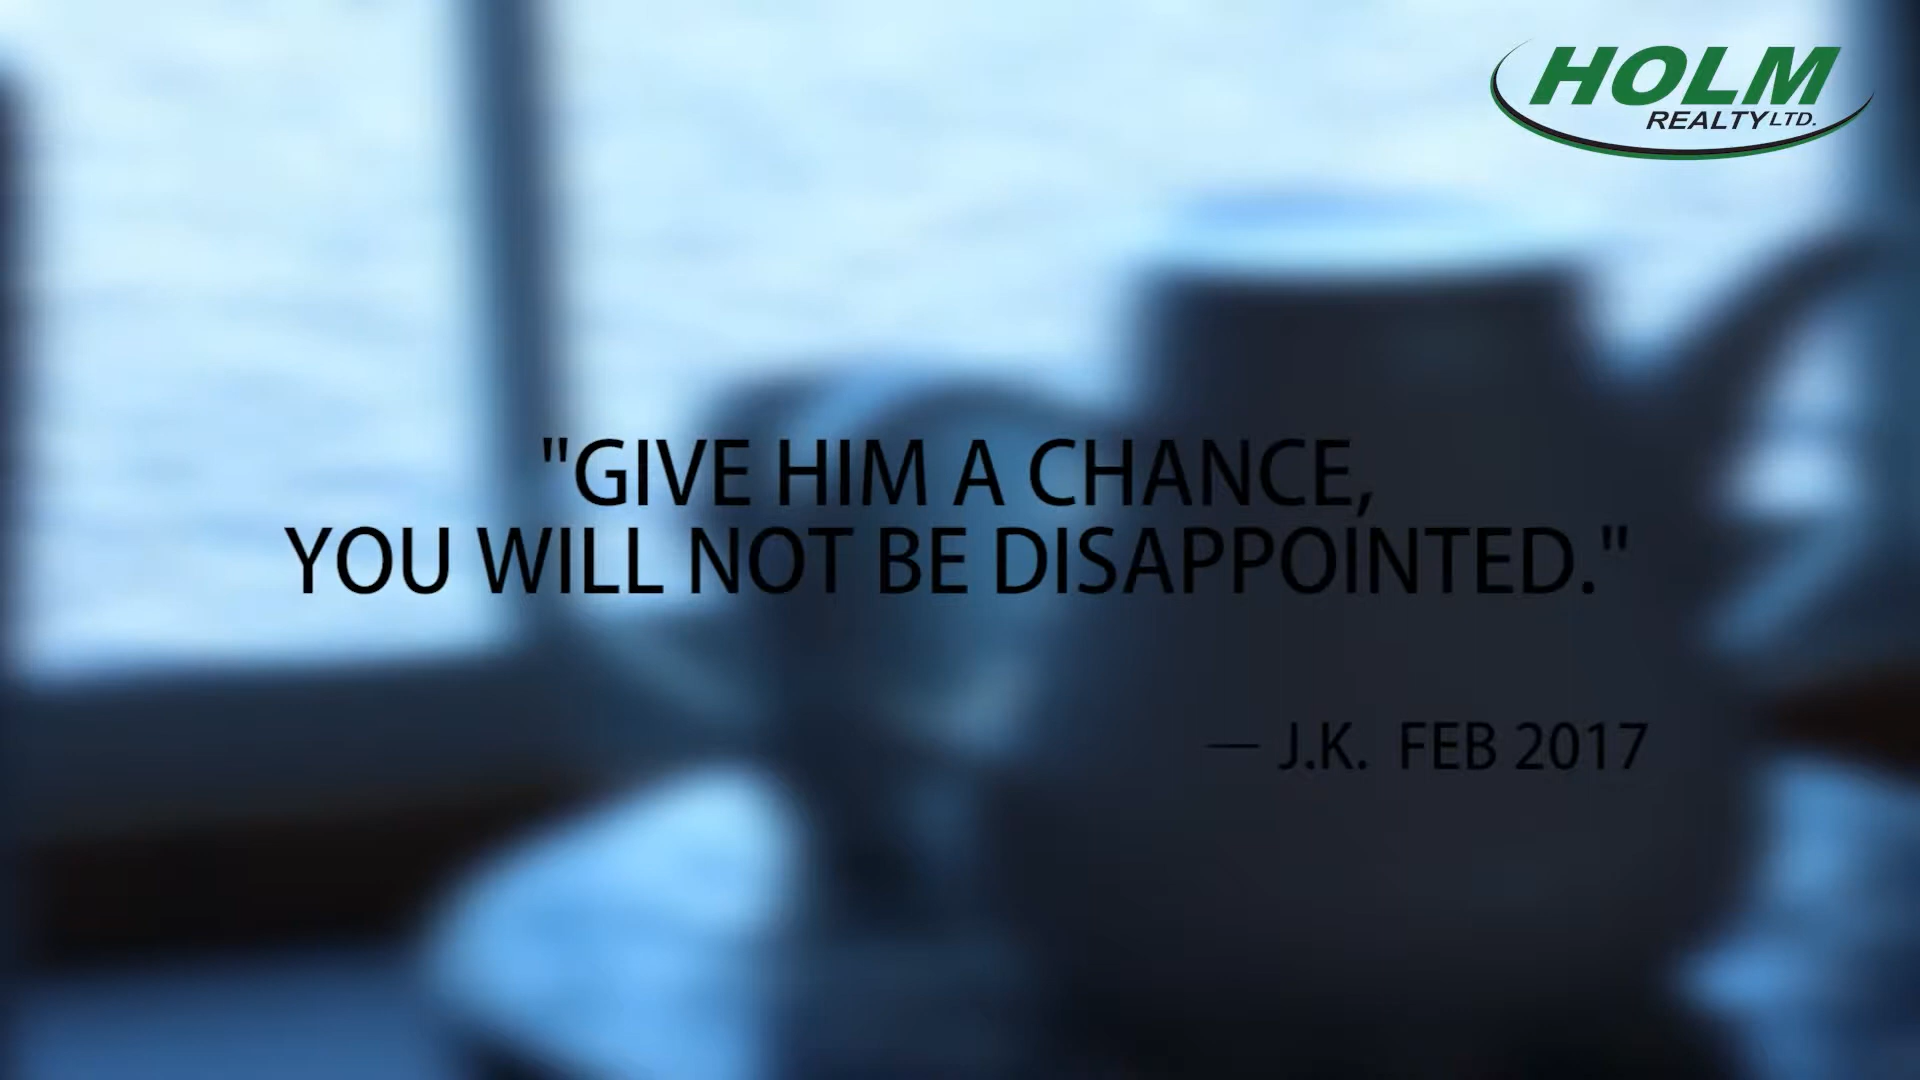 HOLM
REALTY LTD.
"GIVE HIM A CHANCE,
YOU WILL NOT BE DISAPPOINTED."
— J.K.  FEB 2017